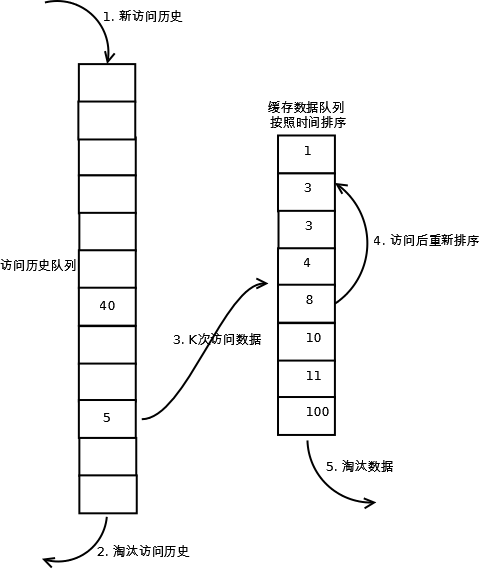 1. 新访问历史
缓存数据队列
按照时间排序
1
3
3
4. 访问后重新排序
访问历史队列
4
40
8
3. K次访问数据
10
11
5
100
5. 淘汰数据
2. 淘汰访问历史